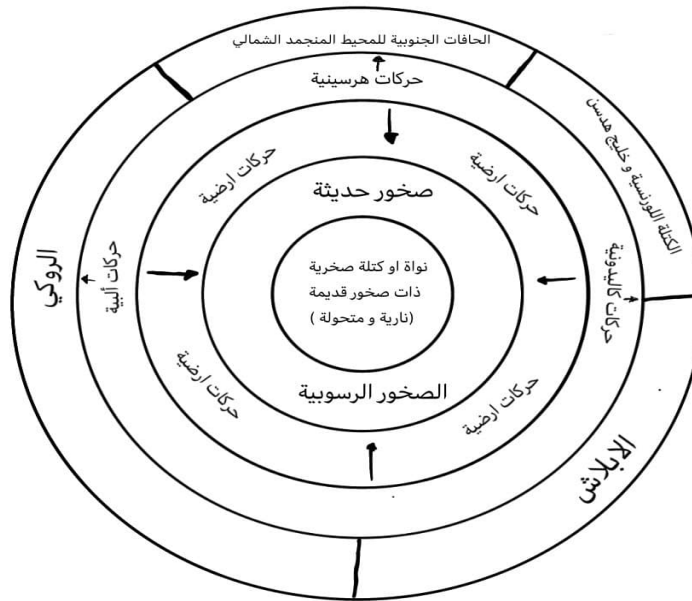 الحافات الجنوبية للمحيط المنجمد الشمالي
حركات هرسينية
الكتلة اللورنسية و خليج هدسن
حركات ارضية
حركات ارضية
صخور حديثة
حركات كاليدونية
حركات ألبية
الروكي
نواة او كتلة صخرية
ذات صخور قديمة
(نارية و متحولة )
الصخور الرسوبية
حركات ارضية
حركات ارضية
الابلاش